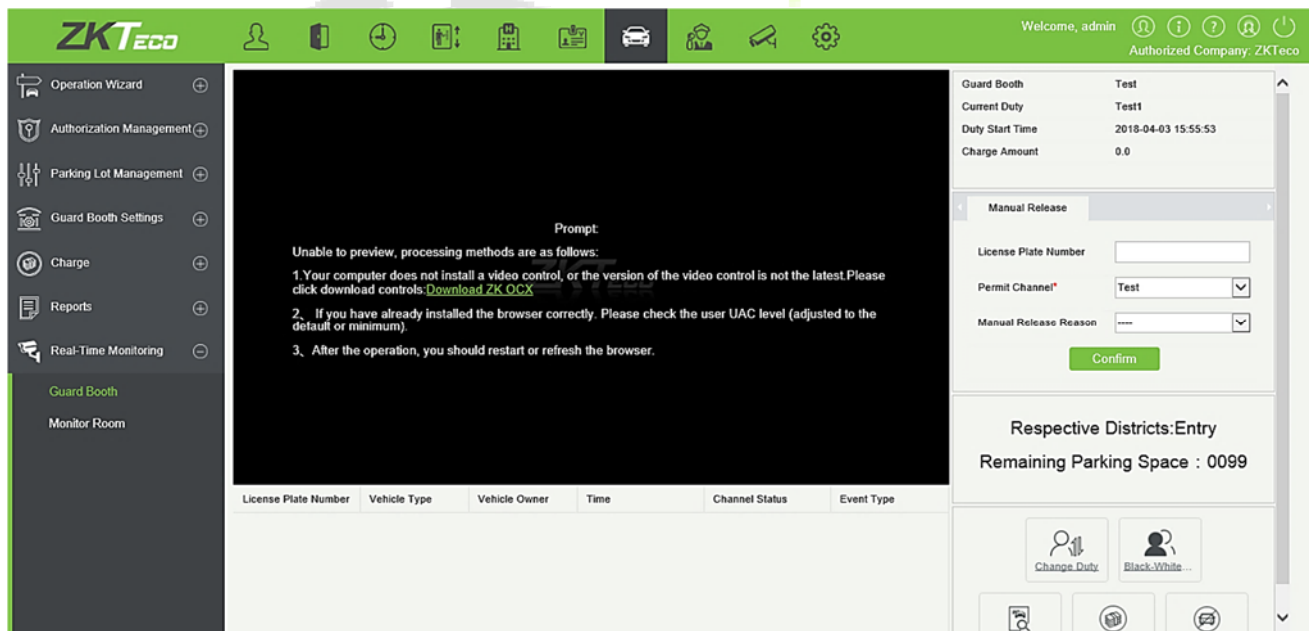 ZKTeco
Welcome, admin
Authorized Company: ZKTeco
Operation Wizard
Authorization Management
Parking Lot Management
Guard Booth Settings
Charge
Reports
Real-Time Monitoring
Guard Booth
Monitor Room
Prompt:
Unable to preview, processing methods are as follows:
1.Your computer does not install a video control, or the version of the video control is not the latest.Please
click download controls:Download ZK OCX
2、 If you have already installed the browser correctly. Please check the user UAC level (adjusted to the
default or minimum).
3、 After the operation, you should restart or refresh the browser.
License Plate Number Vehicle Type Vehicle Owner Time Channel Status Event Type
Guard Booth Test
Current Duty Test1
Duty Start Time 2018-04-03 15:55:53
Charge Amount 0.0
Manual Release
License Plate Number
Permit Channel* Test
Manual Release Reason ----
Confirm
Respective Districts:Entry
Remaining Parking Space : 0099
Change Duty Black-White...